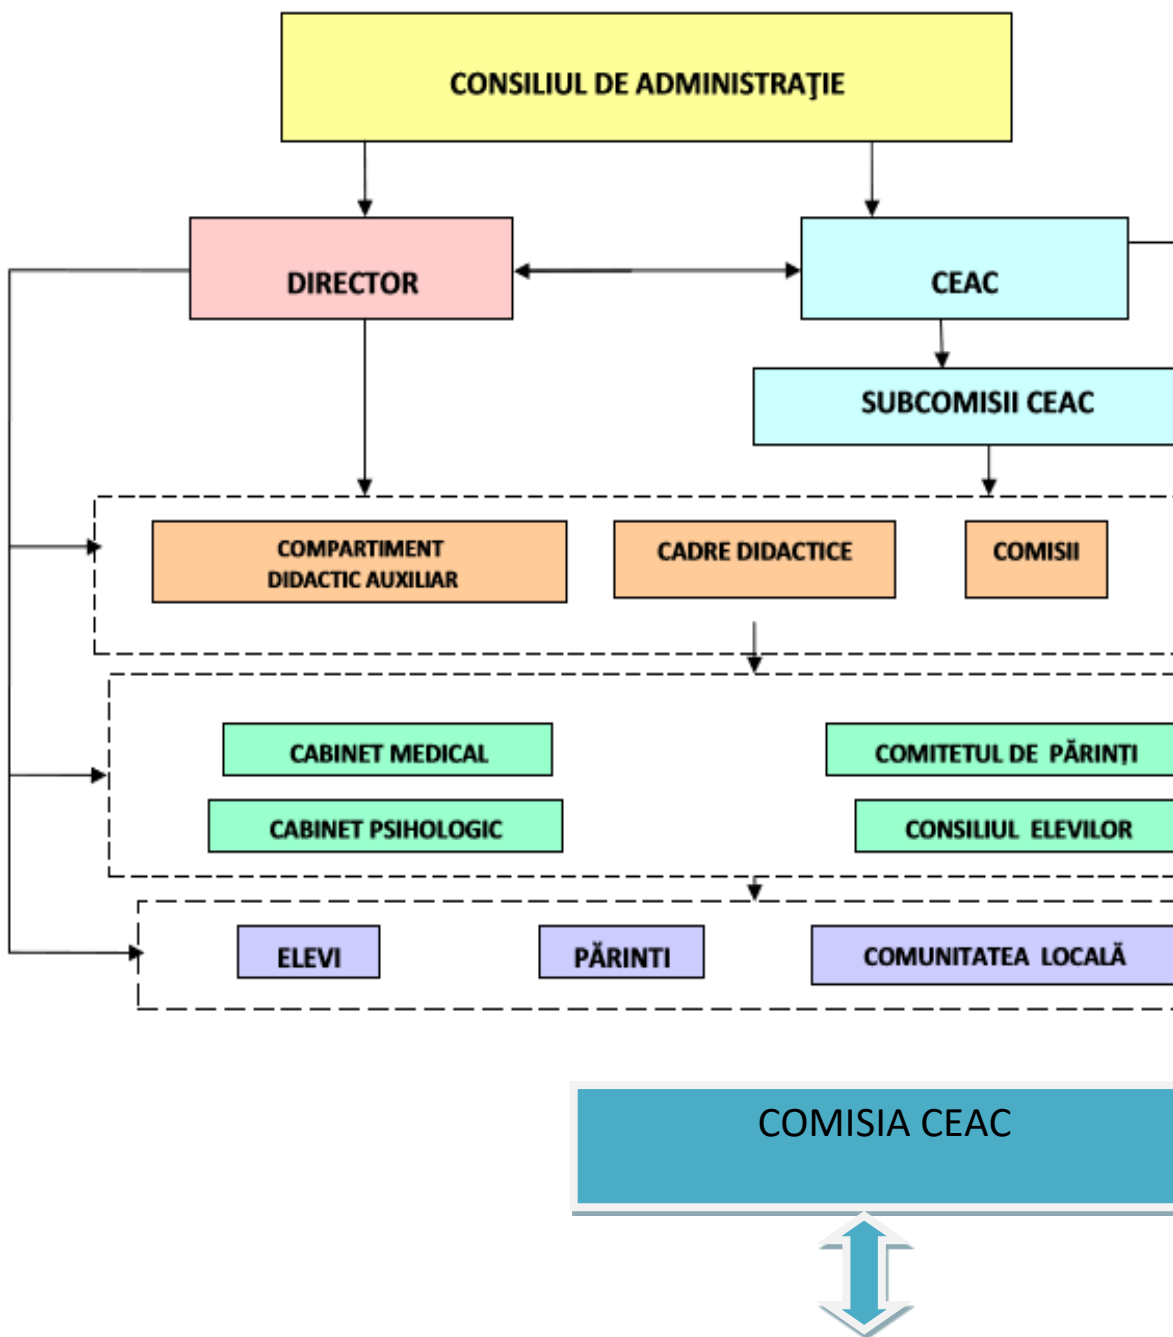 CONSILIUL DE ADMINISTRAŢIE
DIRECTOR
CEAC
SUBCOMISII CEAC
COMPARTIMENT
DIDACTIC AUXILIAR
CADRE DIDACTICE
COMISII
CABINET MEDICAL
COMITETUL DE PĂRINȚI
CABINET PSIHOLOGIC
CONSILIUL ELEVILOR
ELEVI
PĂRINTI
COMUNITATEA LOCALĂ
COMISIA CEAC